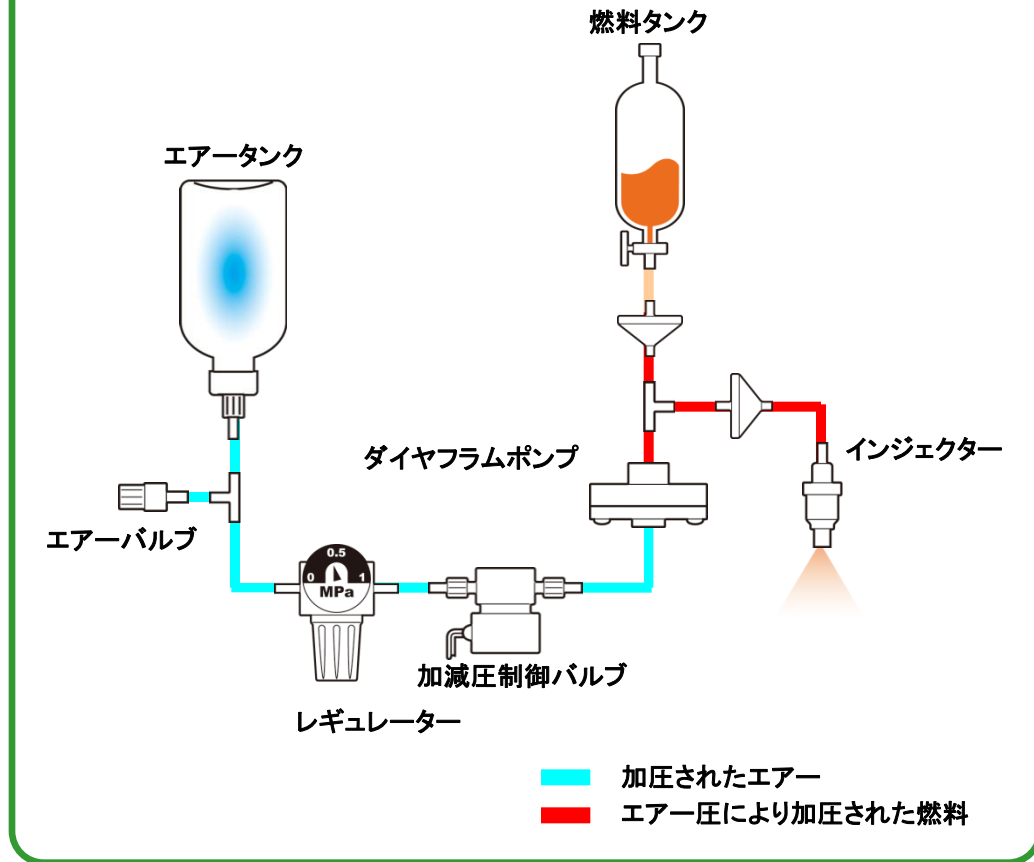 燃料タンク
エアータンク
ダイヤフラムポンプ
インジェクター
エアーバルブ
0.5
0 1
MPa
加減圧制御バルブ
レギュレーター
加圧されたエアー
エアー圧により加圧された燃料